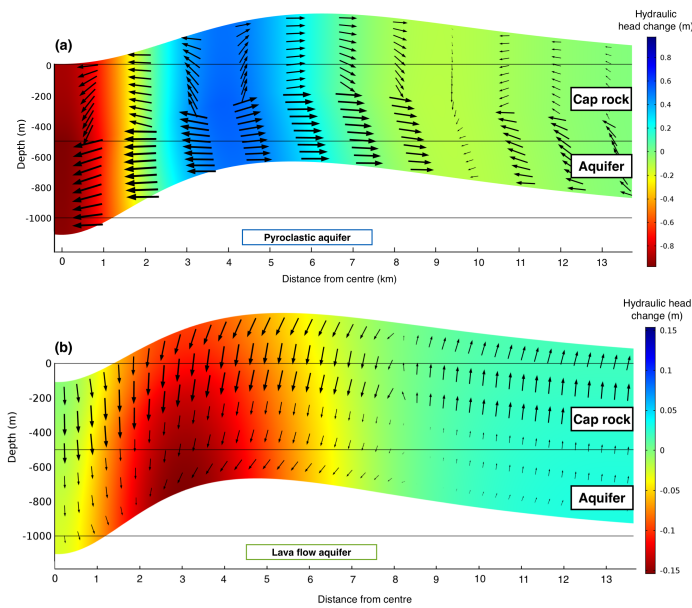 Hydraulic
head change (m)
(a)
0
-200
-400
-600
-800
-1000
Depth (m)
Cap rock
Aquifer
0.8
0.6
0.4
0.2
0
-0.2
-0.4
-0.6
-0.8
Pyroclastic aquifer
0 1 2 3 4 5 6 7 8 9 10 11 12 13
Distance from centre (km)
Hydraulic head
change (m)
(b)
0
-200
-400
-600
-800
-1000
Depth (m)
Cap rock
Aquifer
0.15
0.1
0.05
0
-0.05
-0.1
-0.15
Lava flow aquifer
0 1 2 3 4 5 6 7 8 9 10 11 12 13
Distance from centre